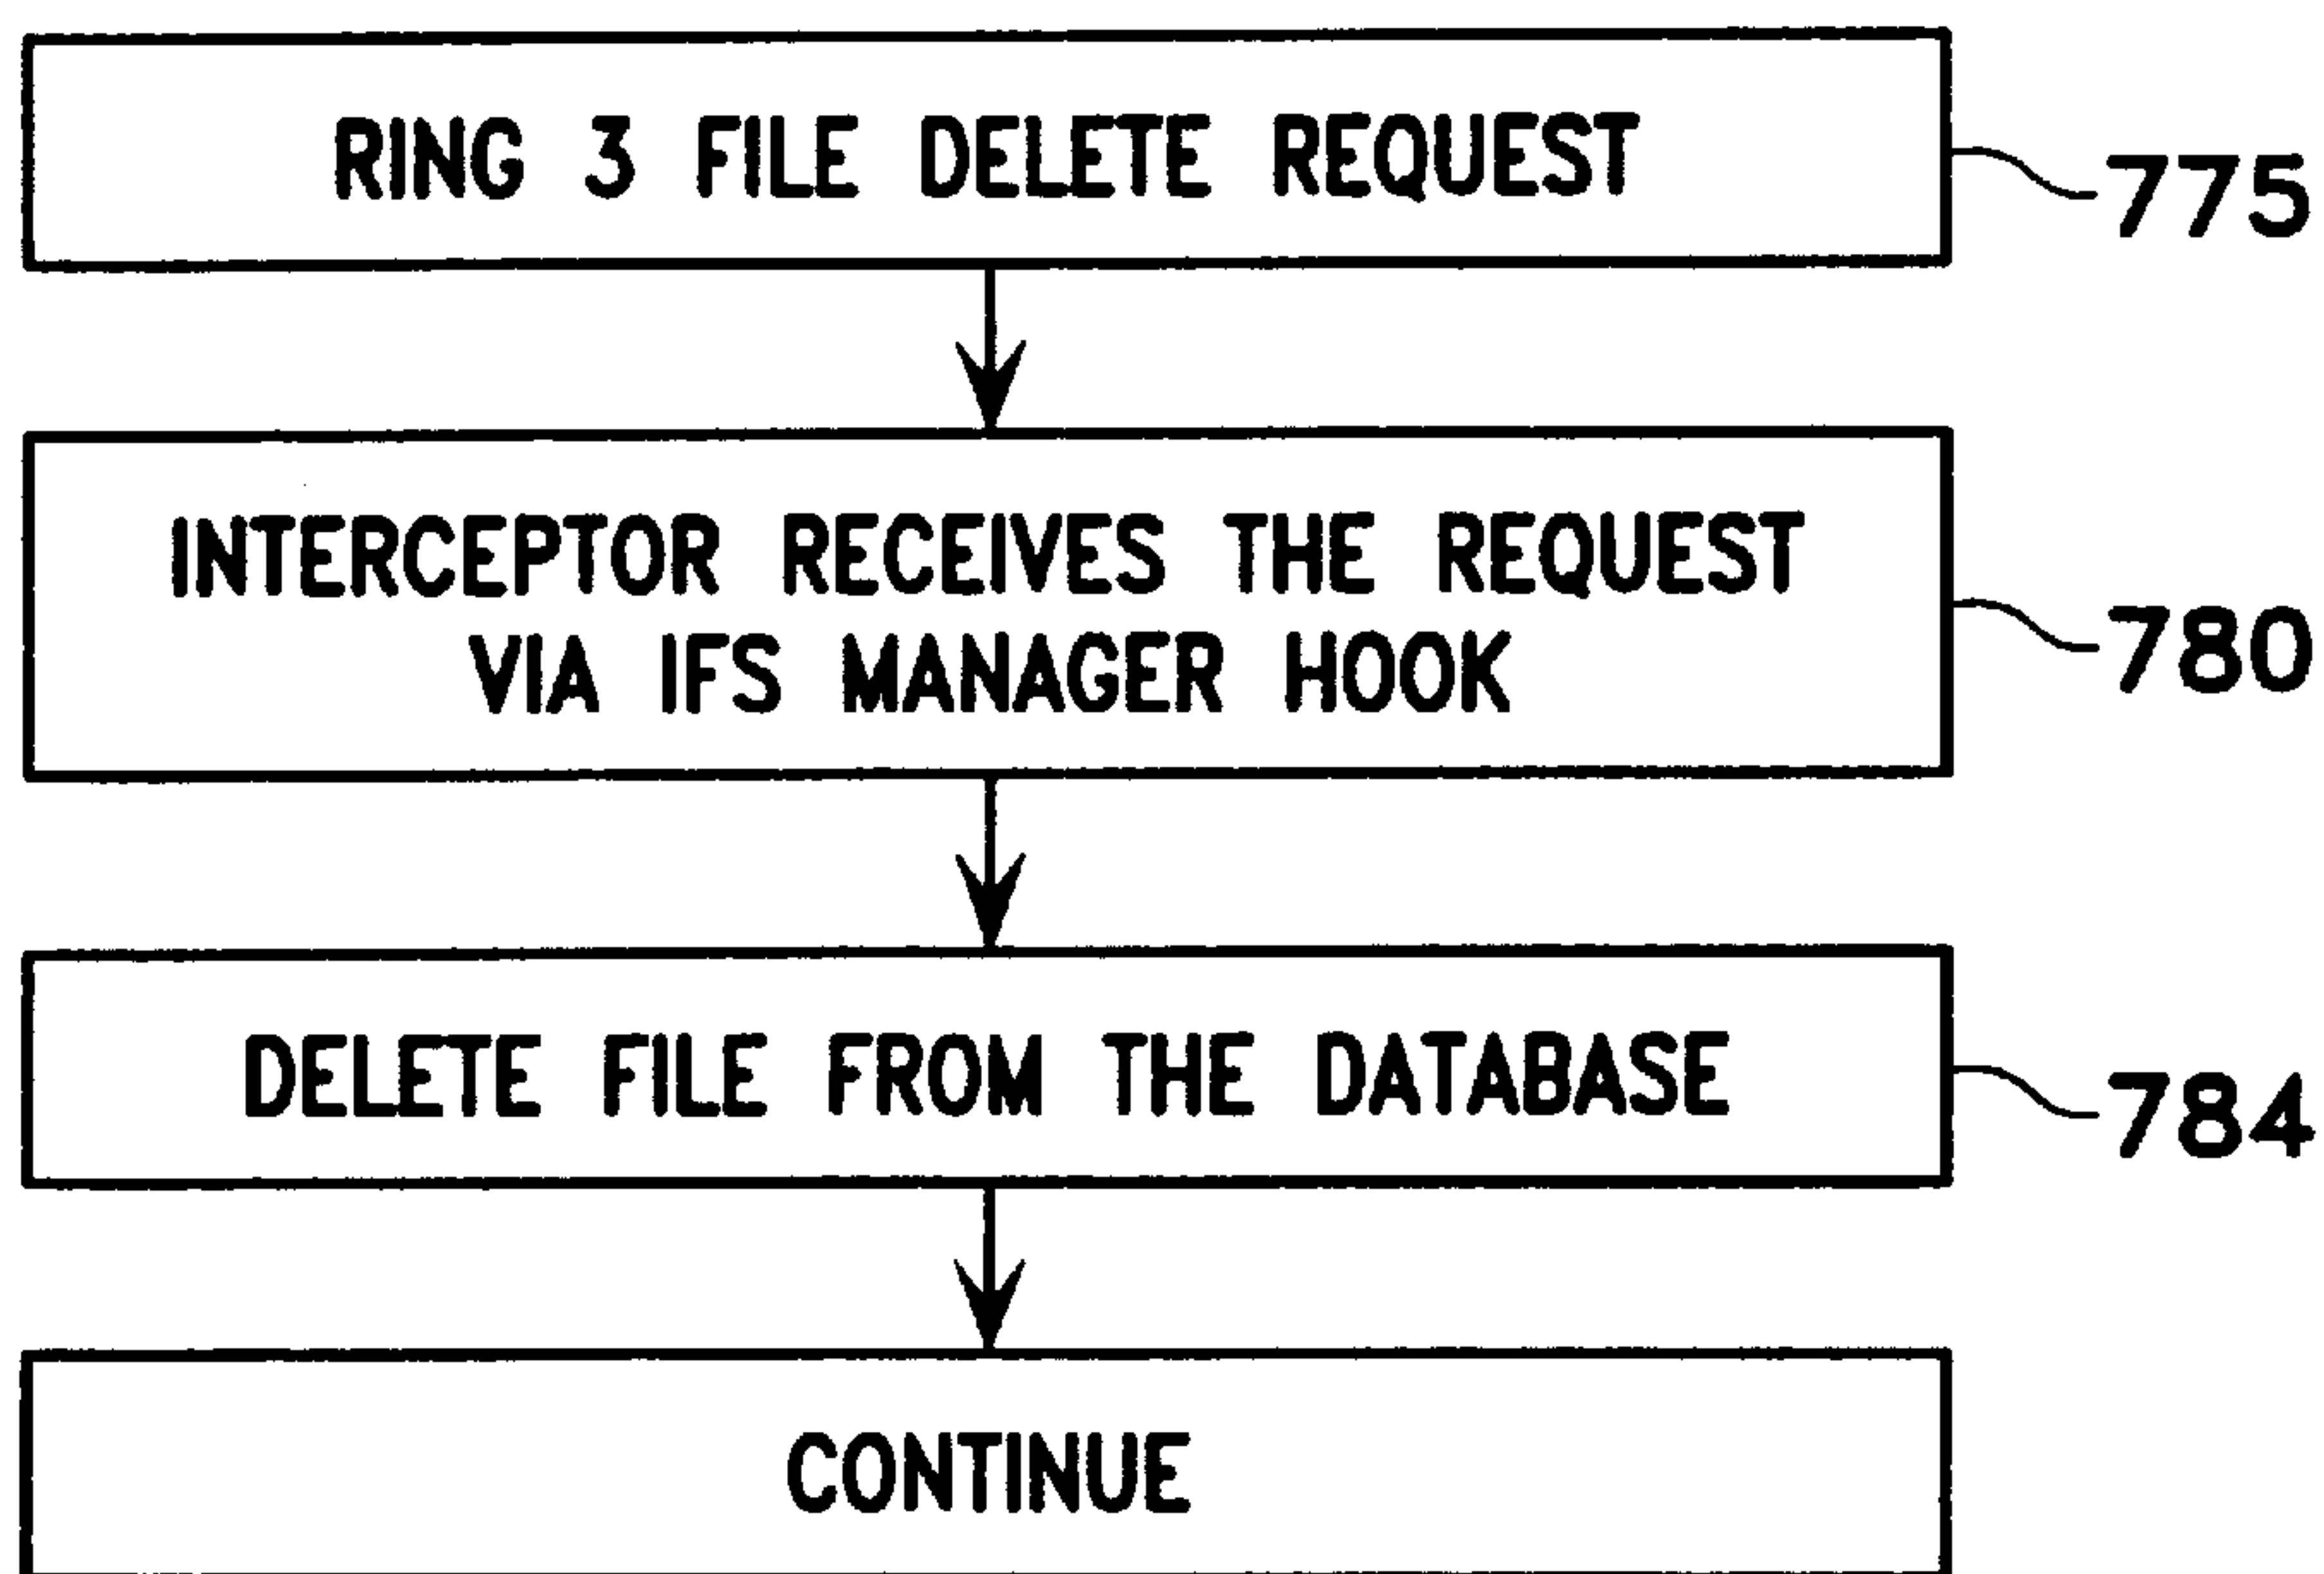 RING 3 FILE DELETE REQUEST
775
INTERCEPTOR RECEIVES THE REQUEST
VIA IFS MANAGER HOOK
780
DELETE FILE FROM THE DATABASE
784
CONTINUE